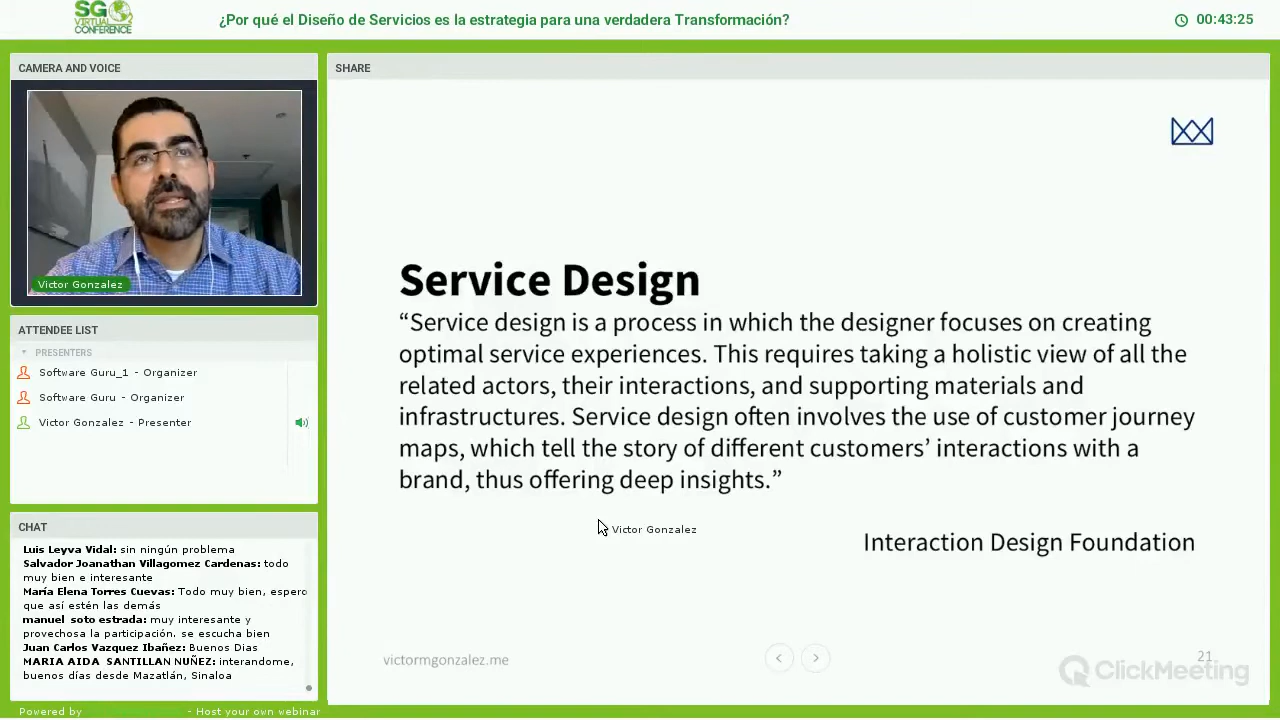 SG
VIRTUAL
CONFERENCE
¿Por qué el Diseño de Servicios es la estrategia para una verdadera Transformación?
00:43:25
CAMERA AND VOICE
Victor Gonzalez
ATTENDEE LIST
PRESENTERS
Software Guru_1 - Organizer
Software Guru - Organizer
Victor Gonzalez - Presenter
CHAT
Luis Leyva Vidal: sin ningún problema
Salvador Joanathan Villagomez Cardenas: todo
muy bien e interesante
María Elena Torres Cuevas: Todo muy bien, espero
que así estén las demás
manuel soto estrada: muy interesante y
provechosa la participación. se escucha bien
Juan Carlos Vazquez Ibañez: Buenos Dias
MARIA AIDA SANTILLAN NUÑEZ: interandome,
buenos días desde Mazatlán, Sinaloa
Powered by - Host your own webinar
SHARE
Service Design
“Service design is a process in which the designer focuses on creating
optimal service experiences. This requires taking a holistic view of all the
related actors, their interactions, and supporting materials and
infrastructures. Service design often involves the use of customer journey
maps, which tell the story of different customers’ interactions with a
brand, thus offering deep insights.”
Victor Gonzalez
Interaction Design Foundation
victormgonzalez.me
21
ClickMeeting